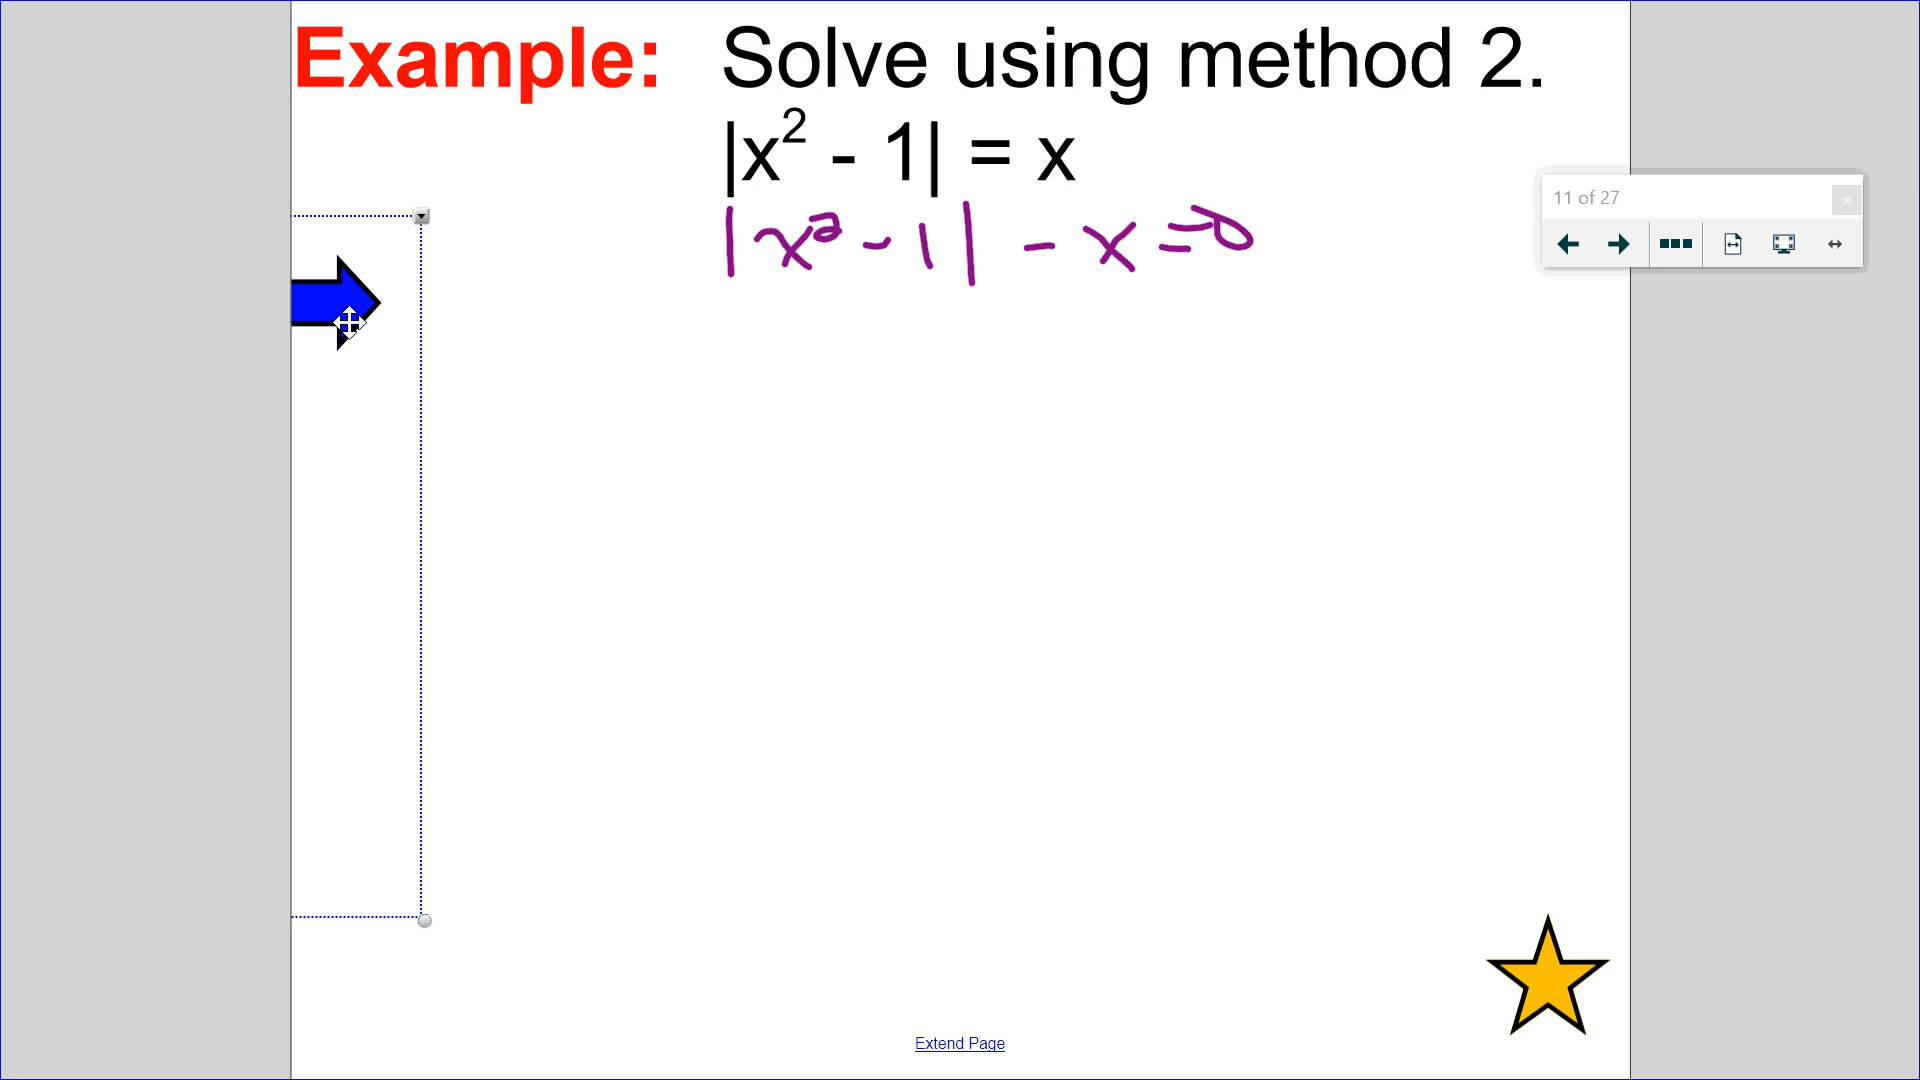 Example: Solve using method 2.
|x² - 1| = x
|x² - 1| - x = 0
11 of 27
Extend Page